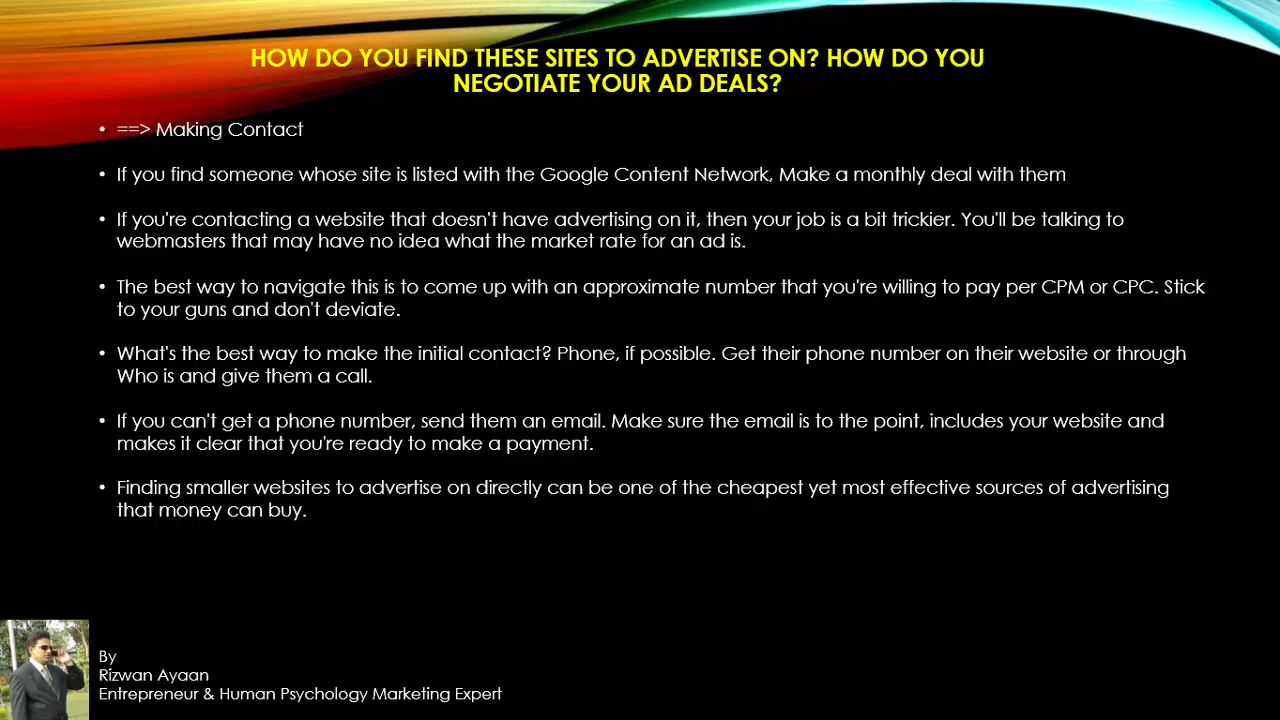 HOW DO YOU FIND THESE SITES TO ADVERTISE ON? HOW DO YOU
NEGOTIATE YOUR AD DEALS?
• ==> Making Contact
• If you find someone whose site is listed with the Google Content Network, Make a monthly deal with them
• If you're contacting a website that doesn't have advertising on it, then your job is a bit trickier. You'll be talking to
webmasters that may have no idea what the market rate for an ad is.
• The best way to navigate this is to come up with an approximate number that you're willing to pay per CPM or CPC. Stick
to your guns and don't deviate.
• What's the best way to make the initial contact? Phone, if possible. Get their phone number on their website or through
Who is and give them a call.
• If you can't get a phone number, send them an email. Make sure the email is to the point, includes your website and
makes it clear that you're ready to make a payment.
• Finding smaller websites to advertise on directly can be one of the cheapest yet most effective sources of advertising
that money can buy.
By
Rizwan Ayaan
Entrepreneur & Human Psychology Marketing Expert